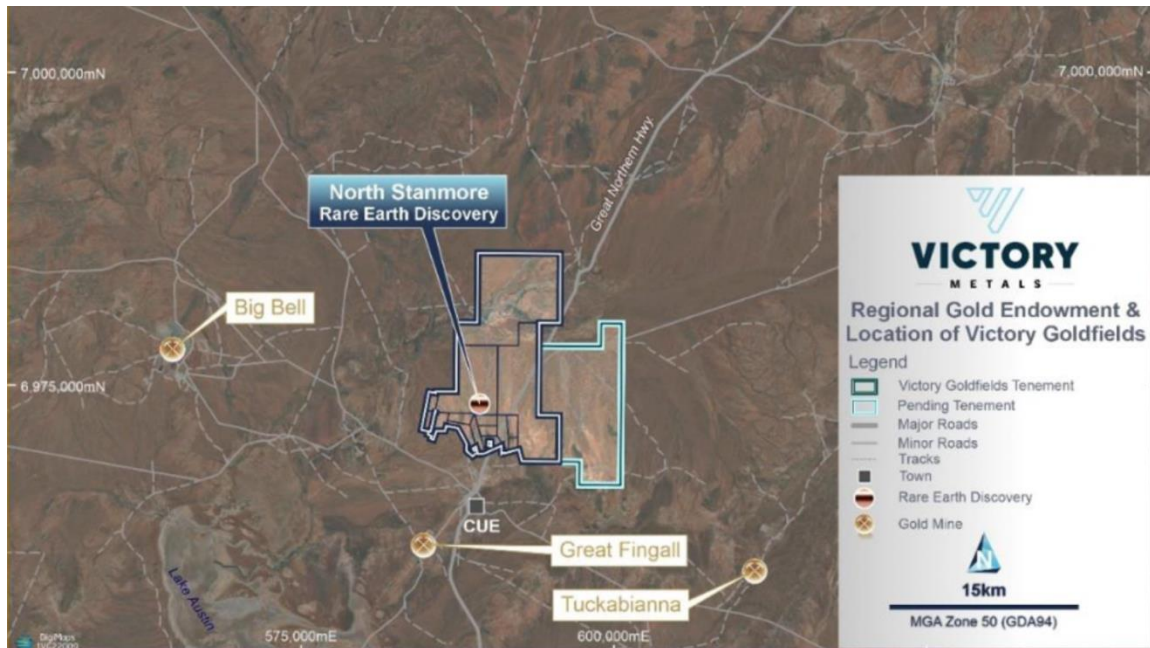 7,000,000mN
7,000,000mN
Great Northern Hwy
North Stanmore
Rare Earth Discovery
Big Bell
6,975,000mN
CUE
Great Fingall
Tuckabianna
Lake Austin
575,000mE
600,000mE
DigMaps
VICTORY
METALS
Regional Gold Endowment &
Location of Victory Goldfields
Legend
Victory Goldfields Tenement
Pending Tenement
Major Roads
Minor Roads
Tracks
Town
Rare Earth Discovery
Gold Mine
N
15km
MGA Zone 50 (GDA94)